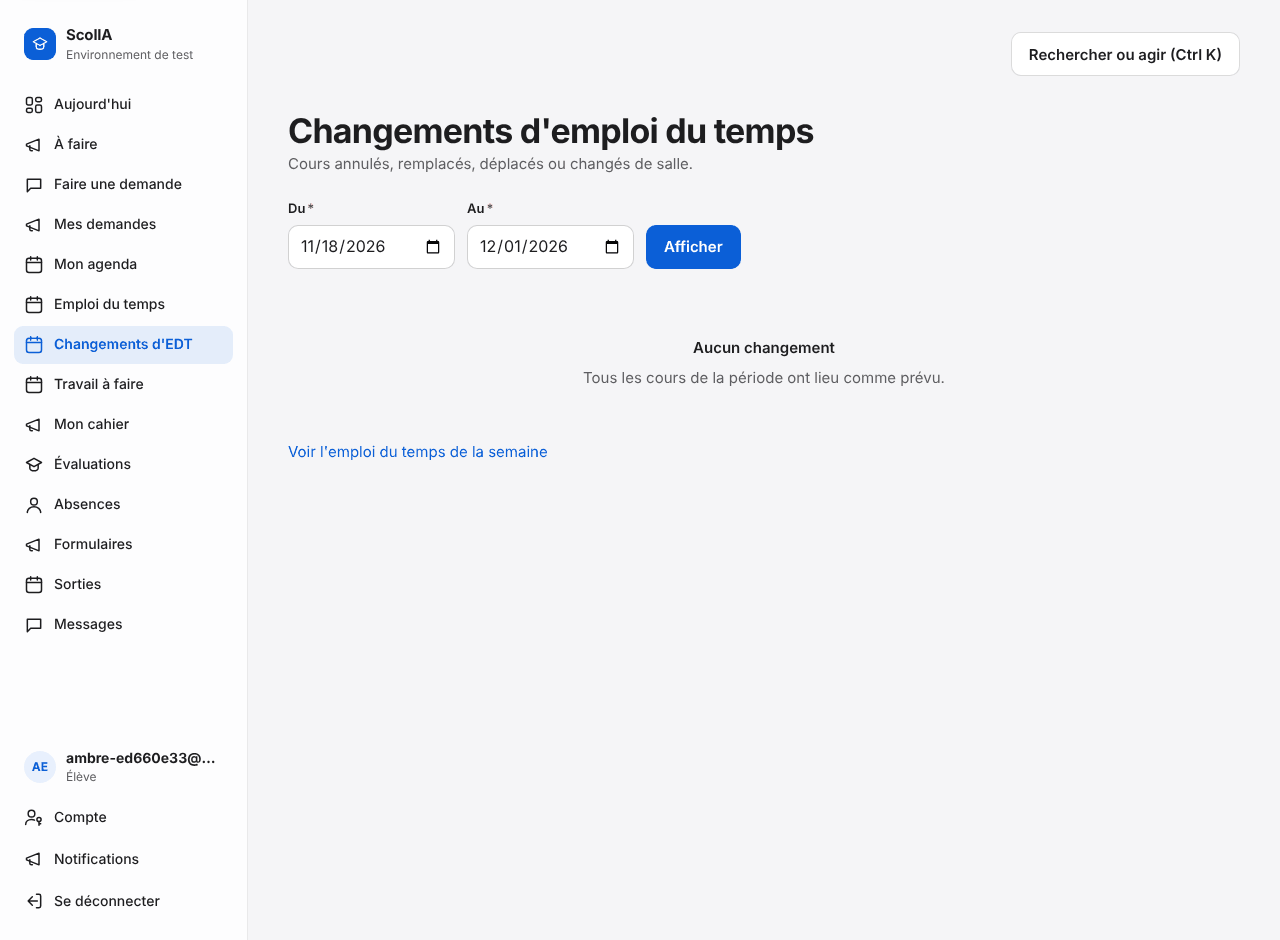 ScolIA
Environnement de test
Aujourd'hui
À faire
Faire une demande
Mes demandes
Mon agenda
Emploi du temps
Changements d'EDT
Travail à faire
Mon cahier
Évaluations
Absences
Formulaires
Sorties
Messages
AE
ambre-ed660e33@...
Élève
Compte
Notifications
Se déconnecter
Rechercher ou agir (Ctrl K)
Changements d'emploi du temps
Cours annulés, remplacés, déplacés ou changés de salle.
Du * Au *
11/18/2026 12/01/2026 Afficher
Aucun changement
Tous les cours de la période ont lieu comme prévu.
Voir l'emploi du temps de la semaine